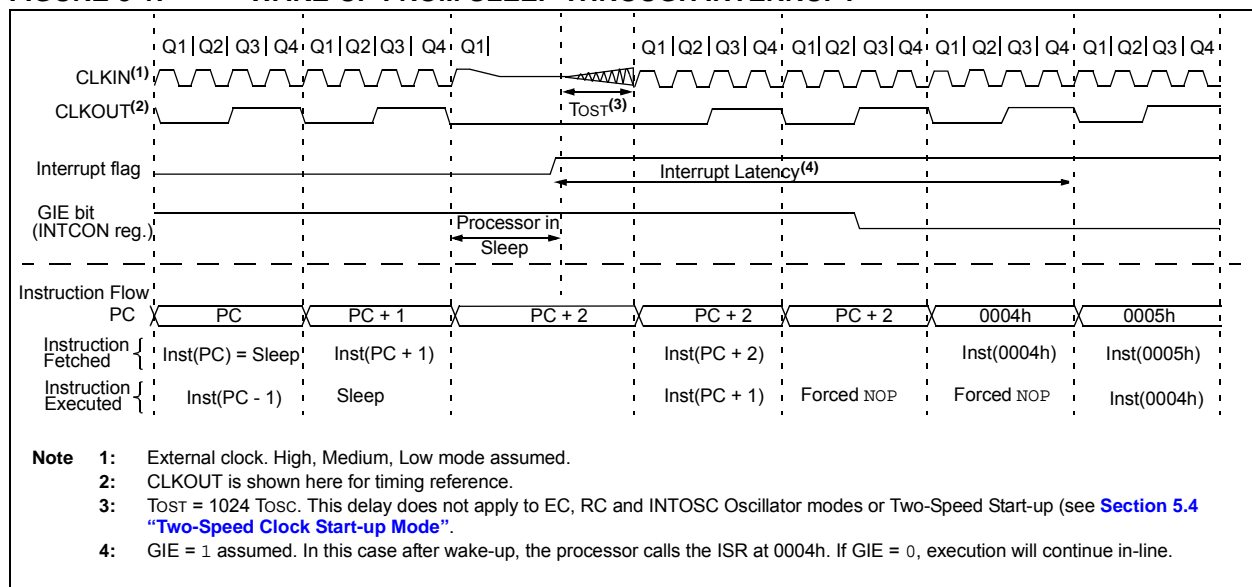 Q1| Q2| Q3| Q4 Q1| Q2| Q3| Q4 Q1| Q1| Q2| Q3| Q4 Q1| Q2| Q3| Q4 Q1| Q2| Q3| Q4 Q1| Q2| Q3| Q4
CLKIN(1)
CLKOUT(2)
TOST(3)
Interrupt flag
Interrupt Latency(4)
GIE bit
(INTCON reg.)
Processor in
Sleep
Instruction Flow
PC PC PC + 1 PC + 2 PC + 2 PC + 2 0004h 0005h
Instruction
Fetched
Inst(PC) = Sleep Inst(PC + 1) Inst(PC + 2) Inst(0004h) Inst(0005h)
Instruction
Executed
Inst(PC - 1) Sleep Inst(PC + 1) Forced NOP Forced NOP Inst(0004h)
Note 1: External clock. High, Medium, Low mode assumed.
2: CLKOUT is shown here for timing reference.
3: TOST = 1024 TOSC. This delay does not apply to EC, RC and INTOSC Oscillator modes or Two-Speed Start-up (see Section 5.4
“Two-Speed Clock Start-up Mode”.
4: GIE = 1 assumed. In this case after wake-up, the processor calls the ISR at 0004h. If GIE = 0, execution will continue in-line.